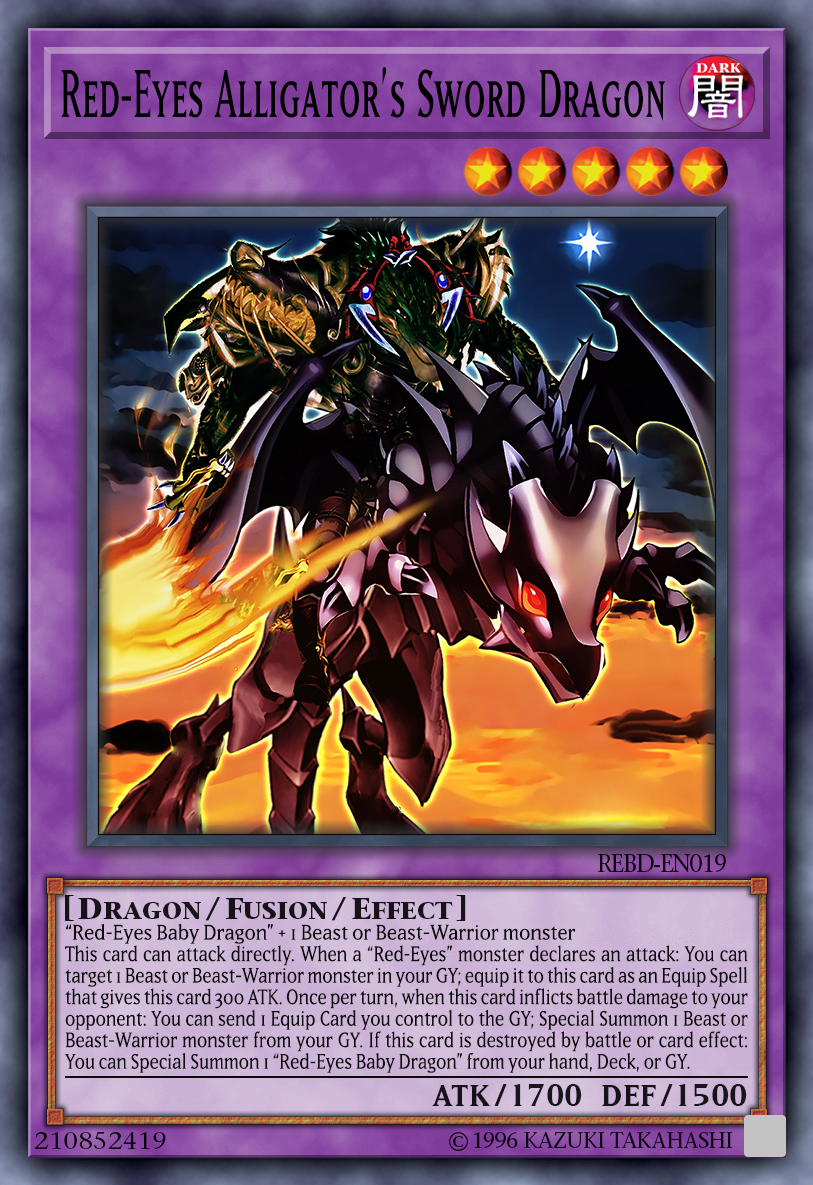 Red-Eyes Alligator's Sword Dragon
DARK
闇
REBD-EN019
[Dragon / Fusion / Effect]
“Red-Eyes Baby Dragon” + 1 Beast or Beast-Warrior monster
This card can attack directly. When a “Red-Eyes” monster declares an attack: You can
target 1 Beast or Beast-Warrior monster in your GY; equip it to this card as an Equip Spell
that gives this card 300 ATK. Once per turn, when this card inflicts battle damage to your
opponent: You can send 1 Equip Card you control to the GY; Special Summon 1 Beast or
Beast-Warrior monster from your GY. If this card is destroyed by battle or card effect:
You can Special Summon 1 “Red-Eyes Baby Dragon” from your hand, Deck, or GY.
ATK/1700 DEF/1500
210852419
© 1996 KAZUKI TAKAHASHI